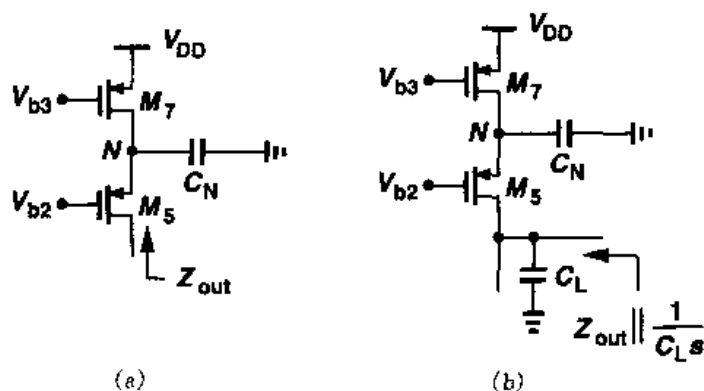 V_DD
V_b3
M_7
N
C_N
V_b2
M_5
Z_out
(a)
V_DD
V_b3
M_7
N
C_N
V_b2
M_5
C_L
Z_out || 1/(C_L s)
(b)